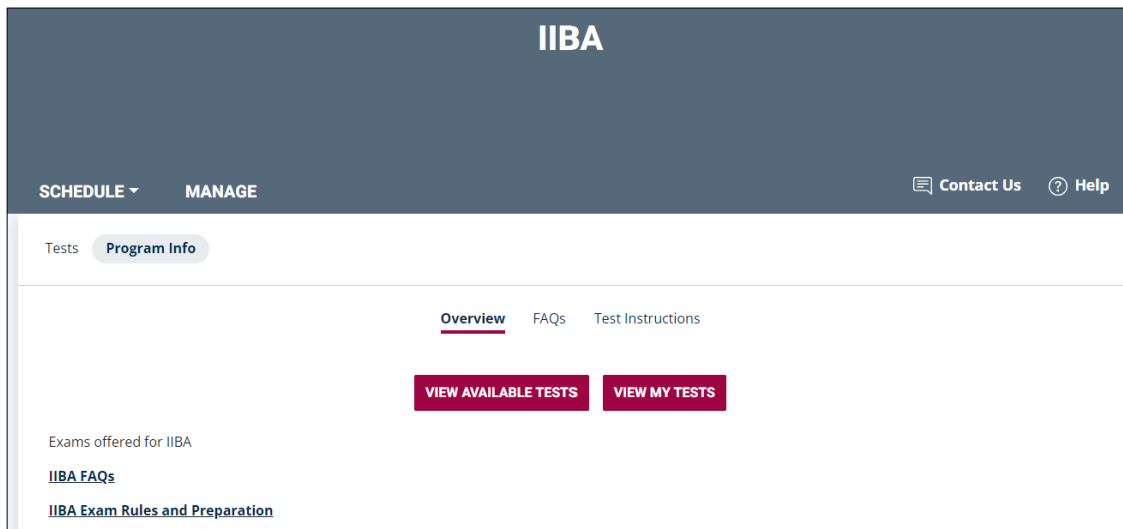 IIBA
SCHEDULE MANAGE Contact Us ? Help
Tests Program Info
Overview FAQs Test Instructions
VIEW AVAILABLE TESTS VIEW MY TESTS
Exams offered for IIBA
IIBA FAQs
IIBA Exam Rules and Preparation